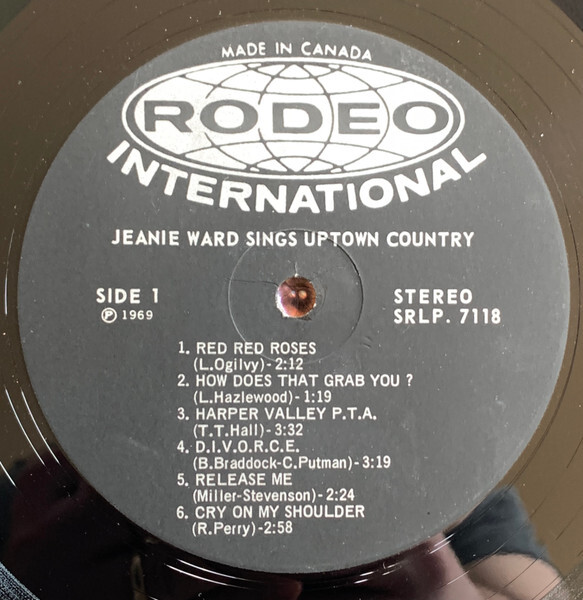 MADE IN CANADA
RODEO
INTERNATIONAL
JEANIE WARD SINGS UPTOWN COUNTRY
SIDE 1
Ⓟ 1969
STEREO
SRLP. 7118
1. RED RED ROSES
(L.Ogilvy)-2:12
2. HOW DOES THAT GRAB YOU ?
(L.Hazlewood)-1:19
3. HARPER VALLEY P.T.A.
(T.T.Hall)-3:32
4. D.I.V.O.R.C.E.
(B.Braddock-C.Putman)-3:19
5. RELEASE ME
(Miller-Stevenson)-2:24
6. CRY ON MY SHOULDER
(R.Perry)-2:58